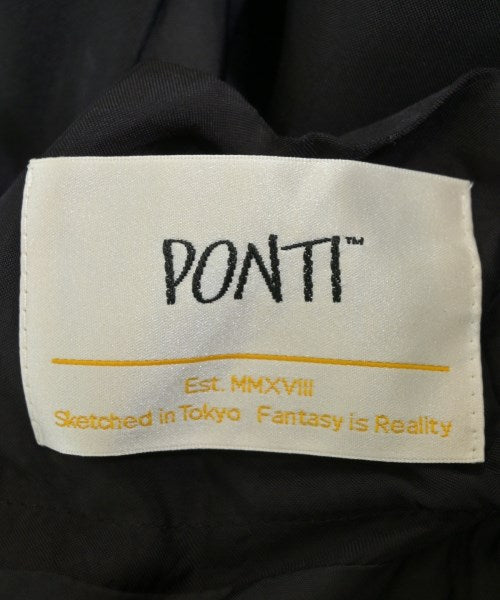 PONTI™
Est. MMXVIII
Sketched in Tokyo Fantasy is Reality